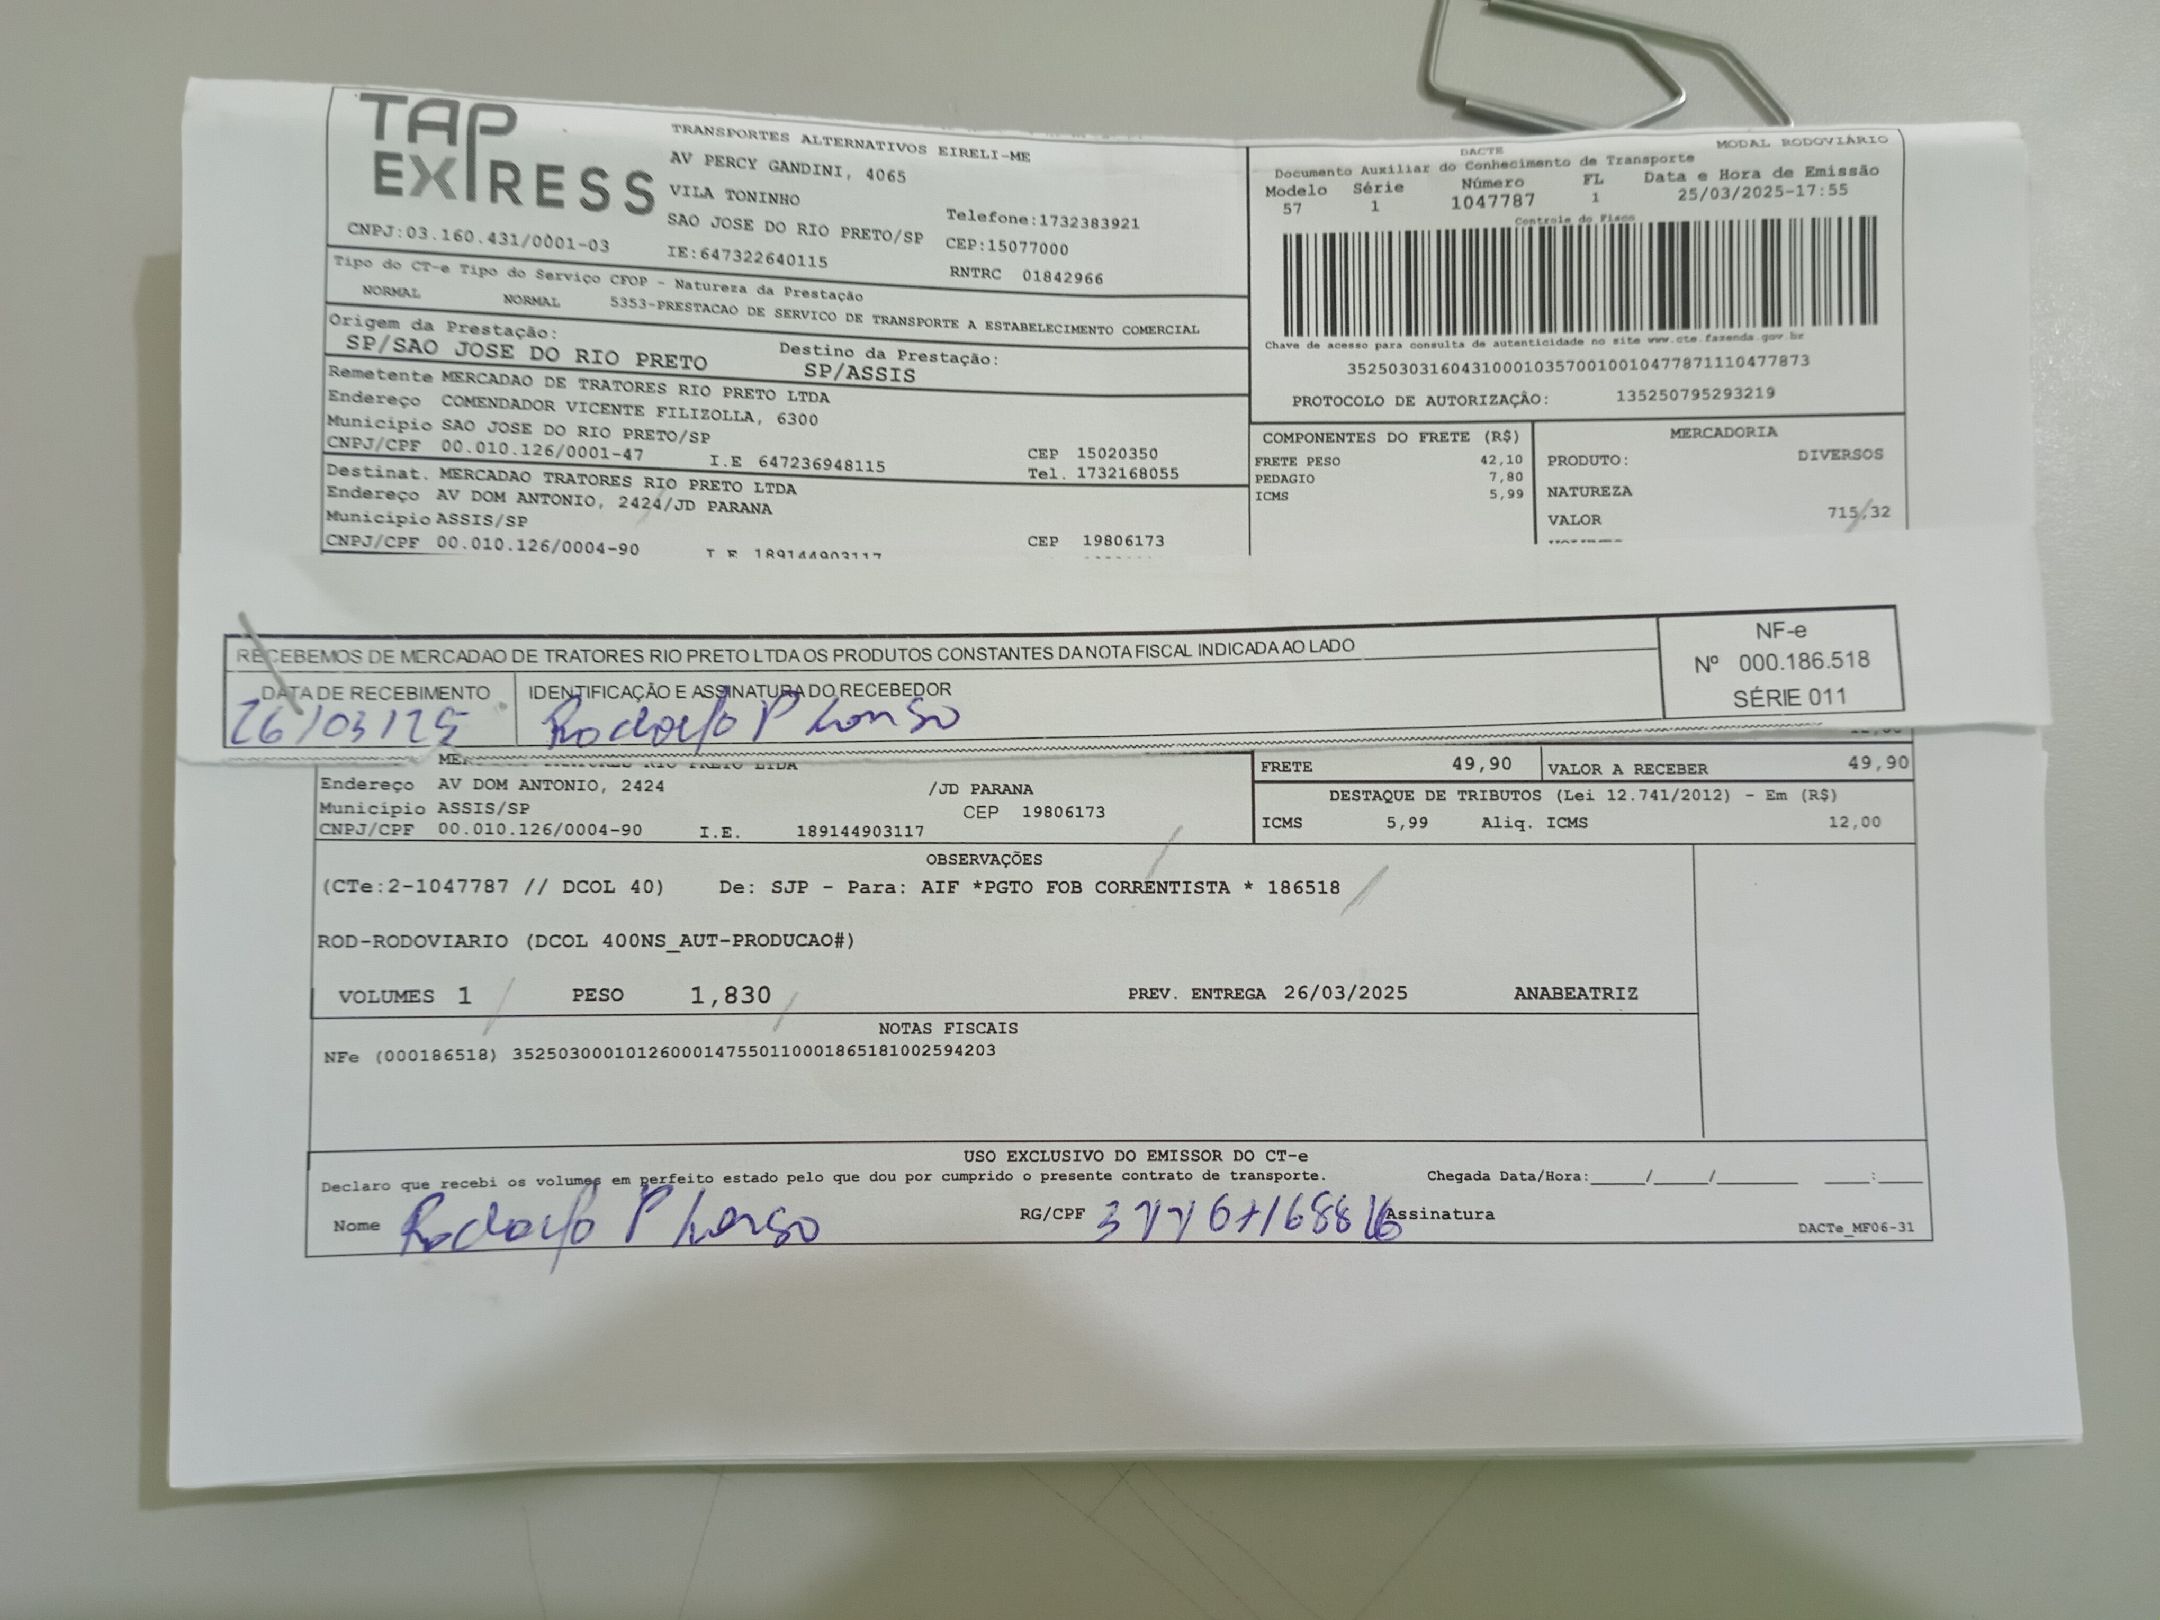 TAP EXPRESS
TRANSPORTES ALTERNATIVOS EIRELI-ME
AV PERCY GANDINI, 4065
VILA TONINHO
SAO JOSE DO RIO PRETO/SP
IE:647322640115
Telefone:1732383921
CEP:15077000
RNTRC 01842966
CNPJ:03.160.431/0001-03
Tipo do CT-e Tipo do Serviço CFOP - Natureza da Prestação
NORMAL NORMAL 5353-PRESTACAO DE SERVICO DE TRANSPORTE A ESTABELECIMENTO COMERCIAL
Origem da Prestação:
SP/SAO JOSE DO RIO PRETO
Destino da Prestação:
SP/ASSIS
Remetente MERCADAO DE TRATORES RIO PRETO LTDA
Endereço COMENDADOR VICENTE FILIZOLLA, 6300
Municipio SAO JOSE DO RIO PRETO/SP
CNPJ/CPF 00.010.126/0001-47 I.E 647236948115
CEP 15020350
Tel. 1732168055
Destinat. MERCADAO TRATORES RIO PRETO LTDA
Endereço AV DOM ANTONIO, 2424/JD PARANA
Municipio ASSIS/SP
CNPJ/CPF 00.010.126/0004-90 I E 189144903117
CEP 19806173
DACTE MODAL RODOVIÁRIO
Documento Auxiliar do Conhecimento de Transporte
Modelo Série Número FL Data e Hora de Emissão
57 1 1047787 1 25/03/2025-17:55
Controle do Fisco
Chave de acesso para consulta de autenticidade no site www.cte.fazenda.gov.br
35250303160431000103570010010477871110477873
PROTOCOLO DE AUTORIZAÇÃO: 135250795293219
COMPONENTES DO FRETE (R$)
FRETE PESO 42,10
PEDAGIO 7,80
ICMS 5,99
MERCADORIA
PRODUTO: DIVERSOS
NATUREZA
VALOR 715,32
RECEBEMOS DE MERCADAO DE TRATORES RIO PRETO LTDA OS PRODUTOS CONSTANTES DA NOTA FISCAL INDICADA AO LADO
DATA DE RECEBIMENTO IDENTIFICAÇÃO E ASSINATURA DO RECEBEDOR
26/03/25 Rodolfo
NF-e
Nº 000.186.518
SÉRIE 011
Endereço AV DOM ANTONIO, 2424 /JD PARANA
Municipio ASSIS/SP CEP 19806173
CNPJ/CPF 00.010.126/0004-90 I.E. 189144903117
FRETE 49,90 VALOR A RECEBER 49,90
DESTAQUE DE TRIBUTOS (Lei 12.741/2012) - Em (R$)
ICMS 5,99 Aliq. ICMS 12,00
OBSERVAÇÕES
(CTe:2-1047787 // DCOL 40) De: SJP - Para: AIF *PGTO FOB CORRENTISTA * 186518
ROD-RODOVIARIO (DCOL 400NS_AUT-PRODUCAO#)
VOLUMES 1 PESO 1,830 PREV. ENTREGA 26/03/2025 ANABEATRIZ
NOTAS FISCAIS
NFe (000186518) 35250300010126000147550110001865181002594203
USO EXCLUSIVO DO EMISSOR DO CT-e
Declaro que recebi os volumes em perfeito estado pelo que dou por cumprido o presente contrato de transporte. Chegada Data/Hora:_____/_____/_________ ____:____
Nome Rodolfo RG/CPF Assinatura
DACTe_MF06-31